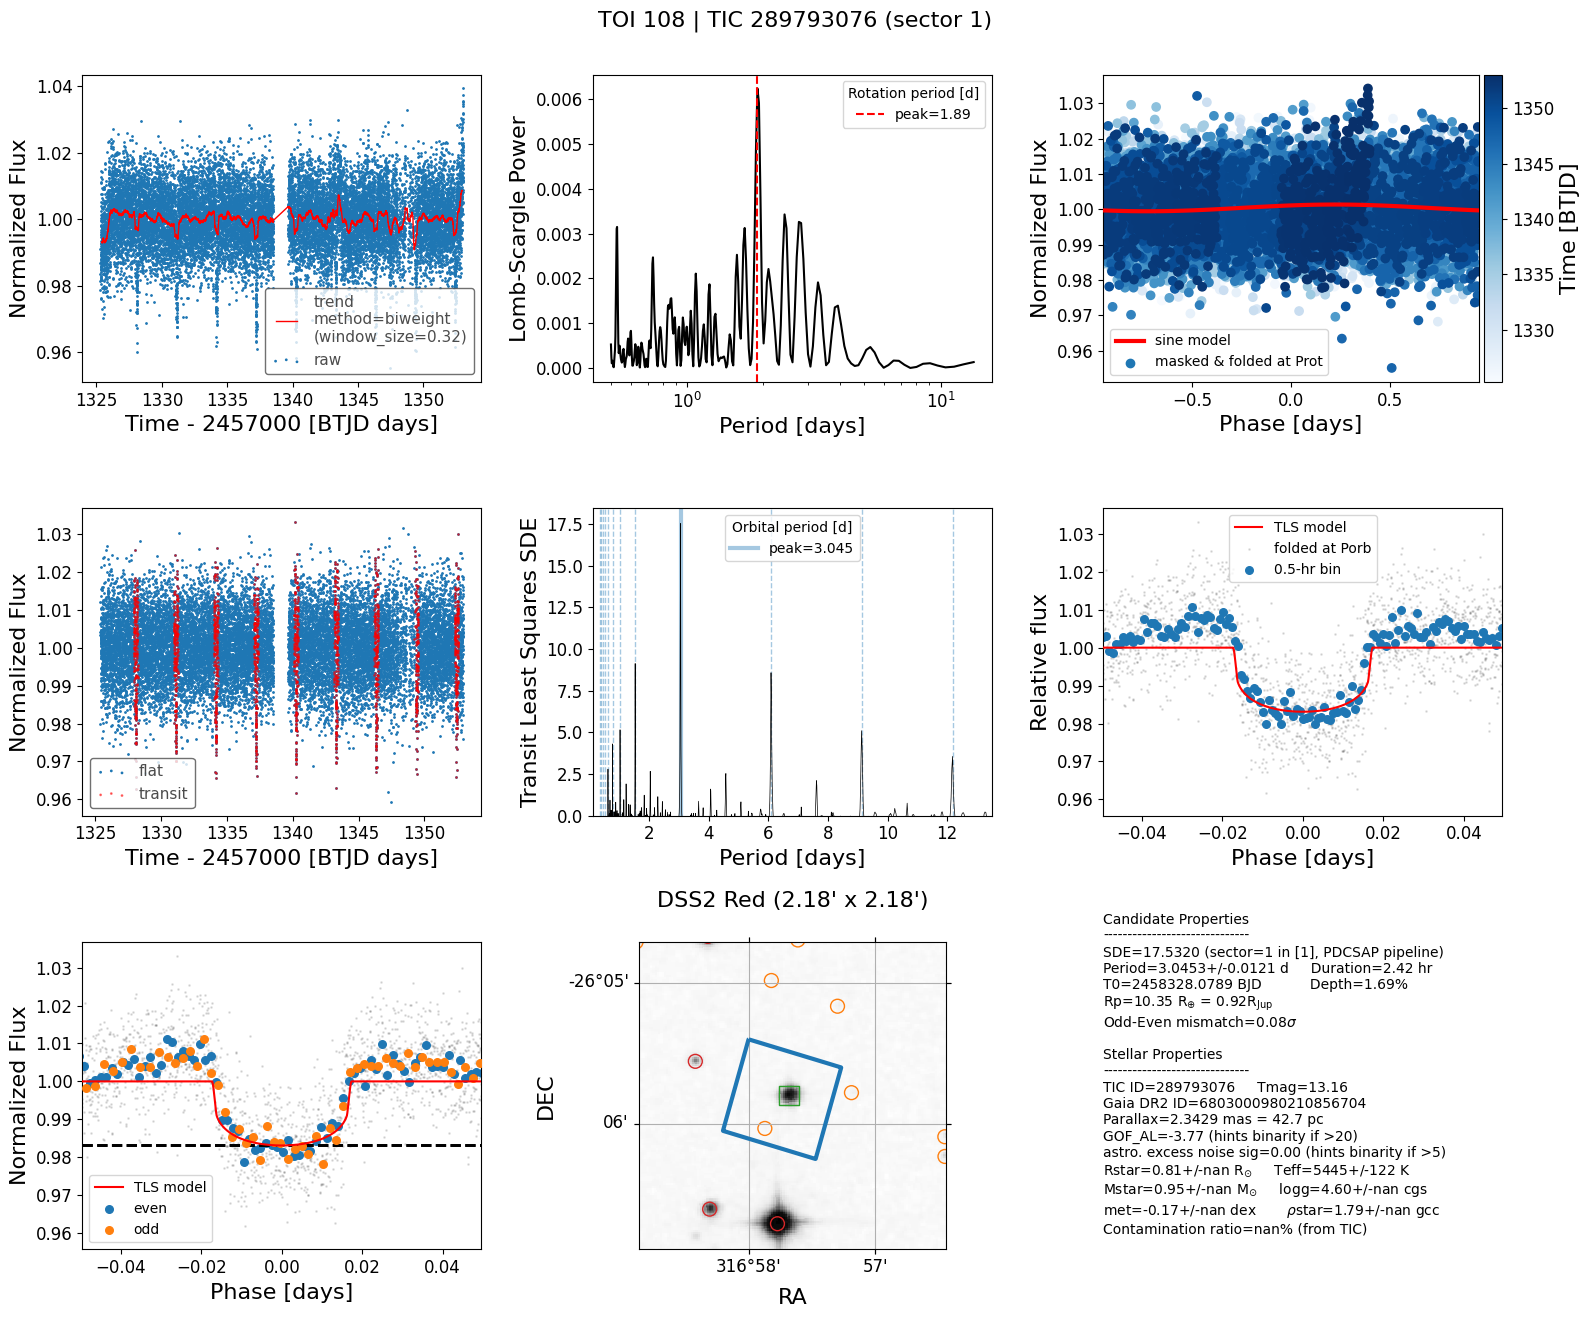 TOI 108 | TIC 289793076 (sector 1)
Normalized Flux
1.04
1.02
1.00
0.98
0.96
trend
method=biweight
(window_size=0.32)
raw
1325 1330 1335 1340 1345 1350
Time - 2457000 [BTJD days]
Lomb-Scargle Power
0.006
0.005
0.004
0.003
0.002
0.001
0.000
Rotation period [d]
peak=1.89
10⁰ 10¹
Period [days]
Normalized Flux
1.03
1.02
1.01
1.00
0.99
0.98
0.97
0.96
sine model
masked & folded at Prot
−0.5 0.0 0.5
Phase [days]
1350
1345
1340
1335
1330
Time [BTJD]
Normalized Flux
1.03
1.02
1.01
1.00
0.99
0.98
0.97
0.96
flat
transit
1325 1330 1335 1340 1345 1350
Time - 2457000 [BTJD days]
Transit Least Squares SDE
17.5
15.0
12.5
10.0
7.5
5.0
2.5
0.0
Orbital period [d]
peak=3.045
2 4 6 8 10 12
Period [days]
Relative flux
1.03
1.02
1.01
1.00
0.99
0.98
0.97
0.96
TLS model
folded at Porb
0.5-hr bin
−0.04 −0.02 0.00 0.02 0.04
Phase [days]
Normalized Flux
1.03
1.02
1.01
1.00
0.99
0.98
0.97
0.96
TLS model
even
odd
−0.04 −0.02 0.00 0.02 0.04
Phase [days]
DSS2 Red (2.18' x 2.18')
DEC
-26°05'
06'
316°58' 57'
RA
Candidate Properties
------------------------------
SDE=17.5320 (sector=1 in [1], PDCSAP pipeline)
Period=3.0453+/-0.0121 d Duration=2.42 hr
T0=2458328.0789 BJD Depth=1.69%
Rp=10.35 R⊕ = 0.92RJup
Odd-Even mismatch=0.08σ
Stellar Properties
------------------------------
TIC ID=289793076 Tmag=13.16
Gaia DR2 ID=6803000980210856704
Parallax=2.3429 mas = 42.7 pc
GOF_AL=-3.77 (hints binarity if >20)
astro. excess noise sig=0.00 (hints binarity if >5)
Rstar=0.81+/-nan R☉ Teff=5445+/-122 K
Mstar=0.95+/-nan M☉ logg=4.60+/-nan cgs
met=-0.17+/-nan dex ρstar=1.79+/-nan gcc
Contamination ratio=nan% (from TIC)